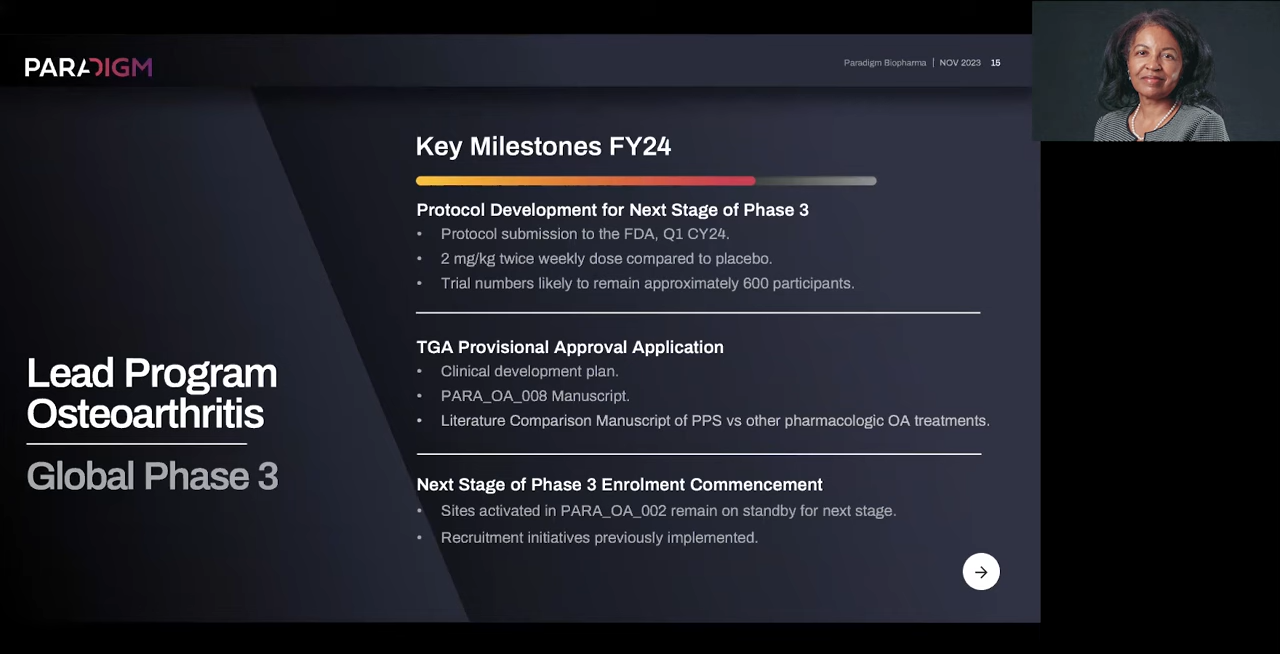 PARADIGM
Paradigm Biopharma | NOV 2023 15
Lead Program
Osteoarthritis
Global Phase 3
Key Milestones FY24
Protocol Development for Next Stage of Phase 3
• Protocol submission to the FDA, Q1 CY24.
• 2 mg/kg twice weekly dose compared to placebo.
• Trial numbers likely to remain approximately 600 participants.
TGA Provisional Approval Application
• Clinical development plan.
• PARA_OA_008 Manuscript.
• Literature Comparison Manuscript of PPS vs other pharmacologic OA treatments.
Next Stage of Phase 3 Enrolment Commencement
• Sites activated in PARA_OA_002 remain on standby for next stage.
• Recruitment initiatives previously implemented.